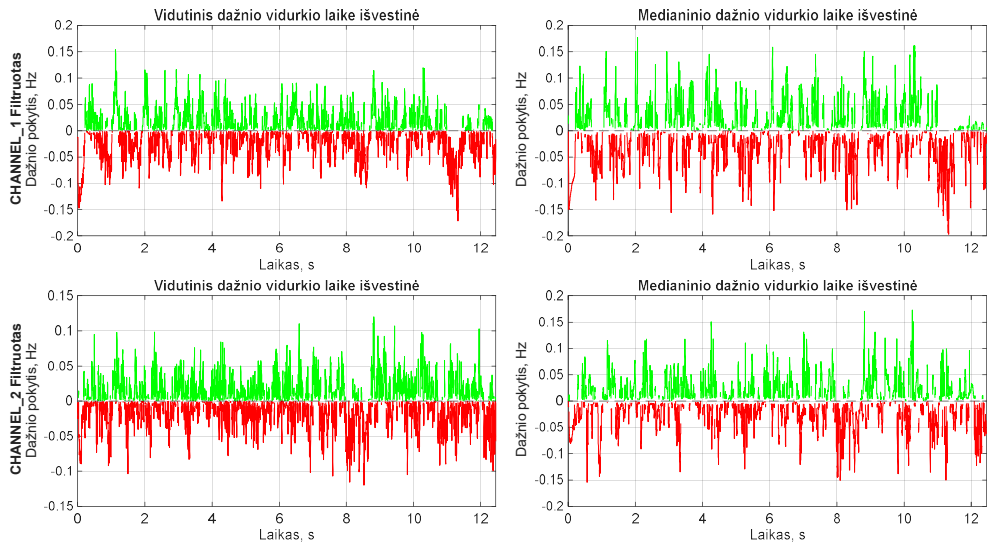 Vidutinis dažnio vidurkio laike išvestinė
CHANNEL_1 Filtruotas
Dažnio pokytis, Hz
0.2
0.15
0.1
0.05
0
-0.05
-0.1
-0.15
-0.2
0 2 4 6 8 10 12
Laikas, s
Medianinio dažnio vidurkio laike išvestinė
Dažnio pokytis, Hz
0.2
0.15
0.1
0.05
0
-0.05
-0.1
-0.15
-0.2
0 2 4 6 8 10 12
Laikas, s
Vidutinis dažnio vidurkio laike išvestinė
CHANNEL_2 Filtruotas
Dažnio pokytis, Hz
0.15
0.1
0.05
0
-0.05
-0.1
-0.15
0 2 4 6 8 10 12
Laikas, s
Medianinio dažnio vidurkio laike išvestinė
Dažnio pokytis, Hz
0.2
0.15
0.1
0.05
0
-0.05
-0.1
-0.15
-0.2
0 2 4 6 8 10 12
Laikas, s